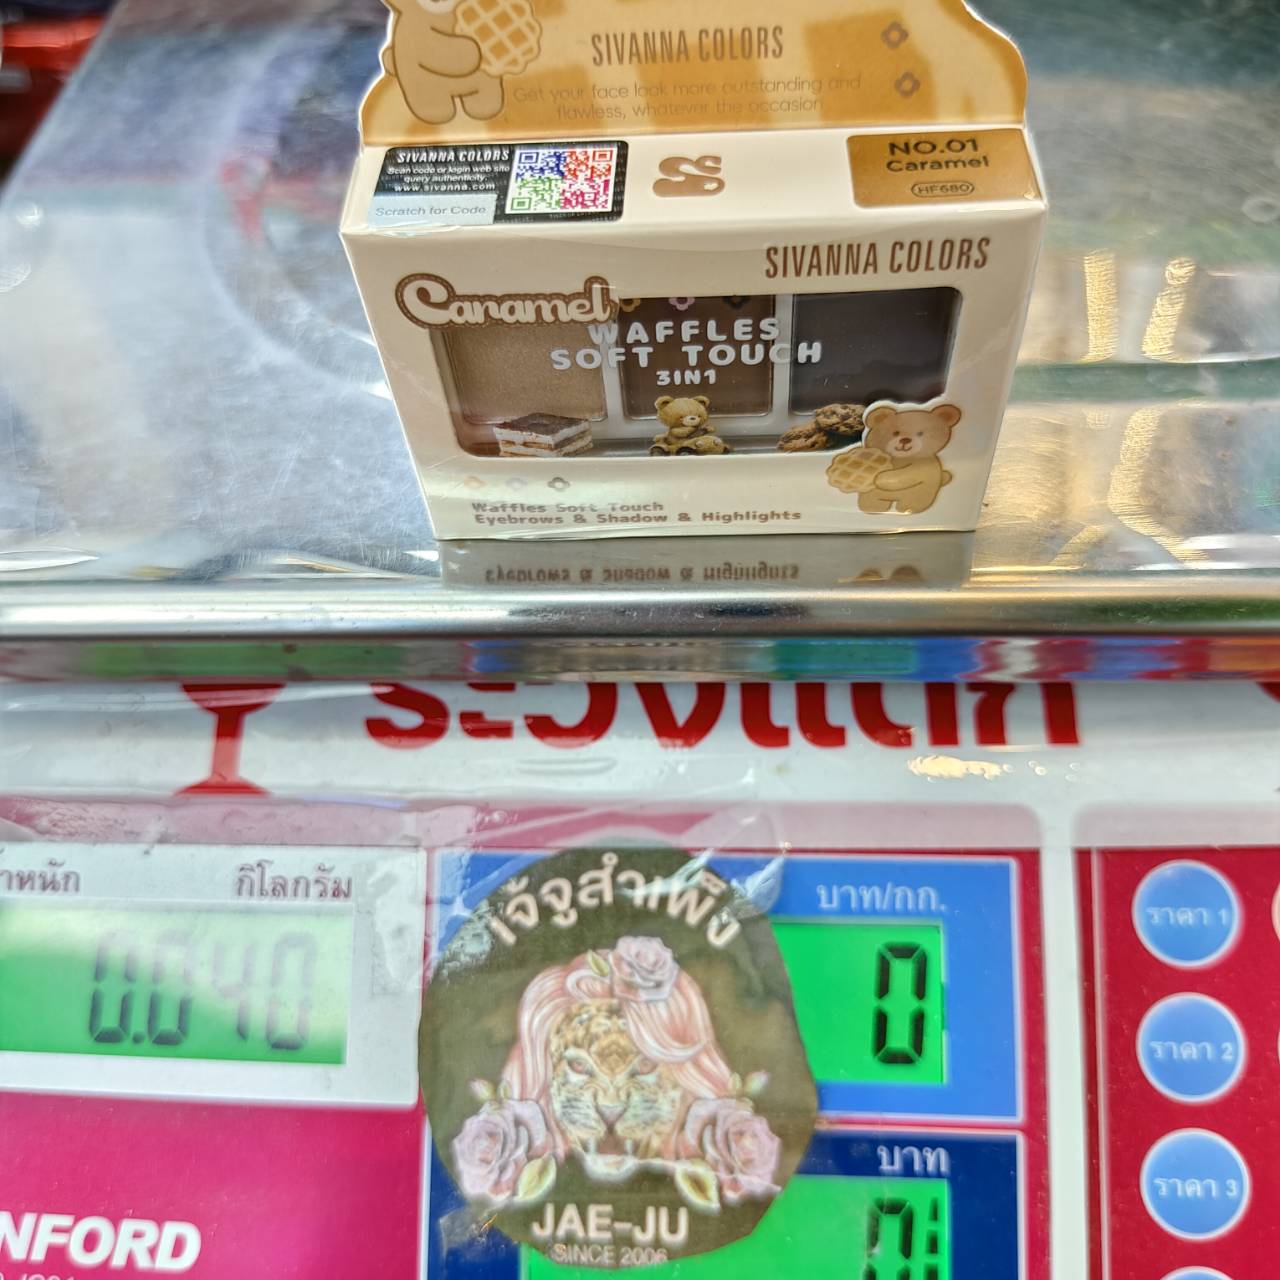 SIVANNA COLORS
Get your face look more outstanding and
flawless, whatever the occasion
SIVANNA COLORS
Scan code or login web site
query authenticity.
www.sivanna.com
Scratch for Code
NO.01
Caramel
HF680
SIVANNA COLORS
Caramel
WAFFLES
SOFT TOUCH
3IN1
Waffles Soft Touch
Eyebrows & Shadow & Highlights
ระวังแตก
กิโลกรัม
0.040
เจ้จูสำเพ็ง
JAE-JU
SINCE 2006
บาท/กก.
0
บาท
ราคา 1
ราคา 2
ราคา 3
NFORD